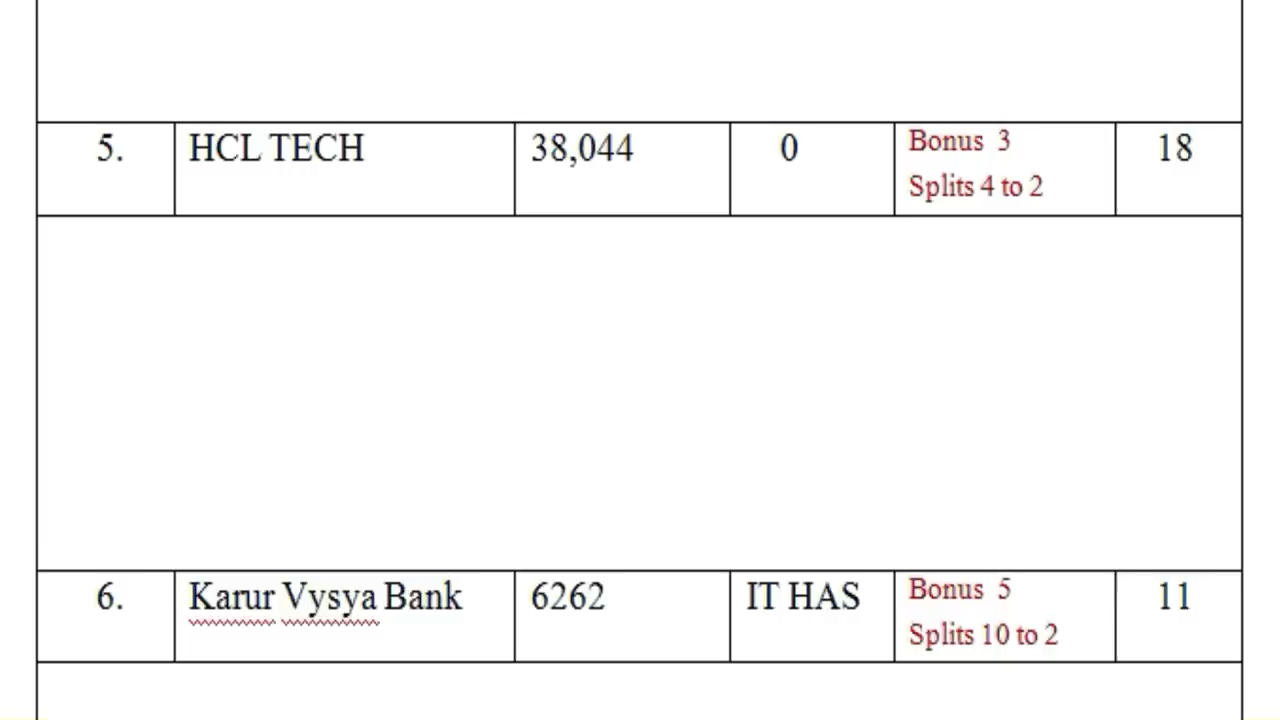 5. HCL TECH 38,044 0 Bonus 3 18
Splits 4 to 2
6. Karur Vysya Bank 6262 IT HAS Bonus 5 11
Splits 10 to 2